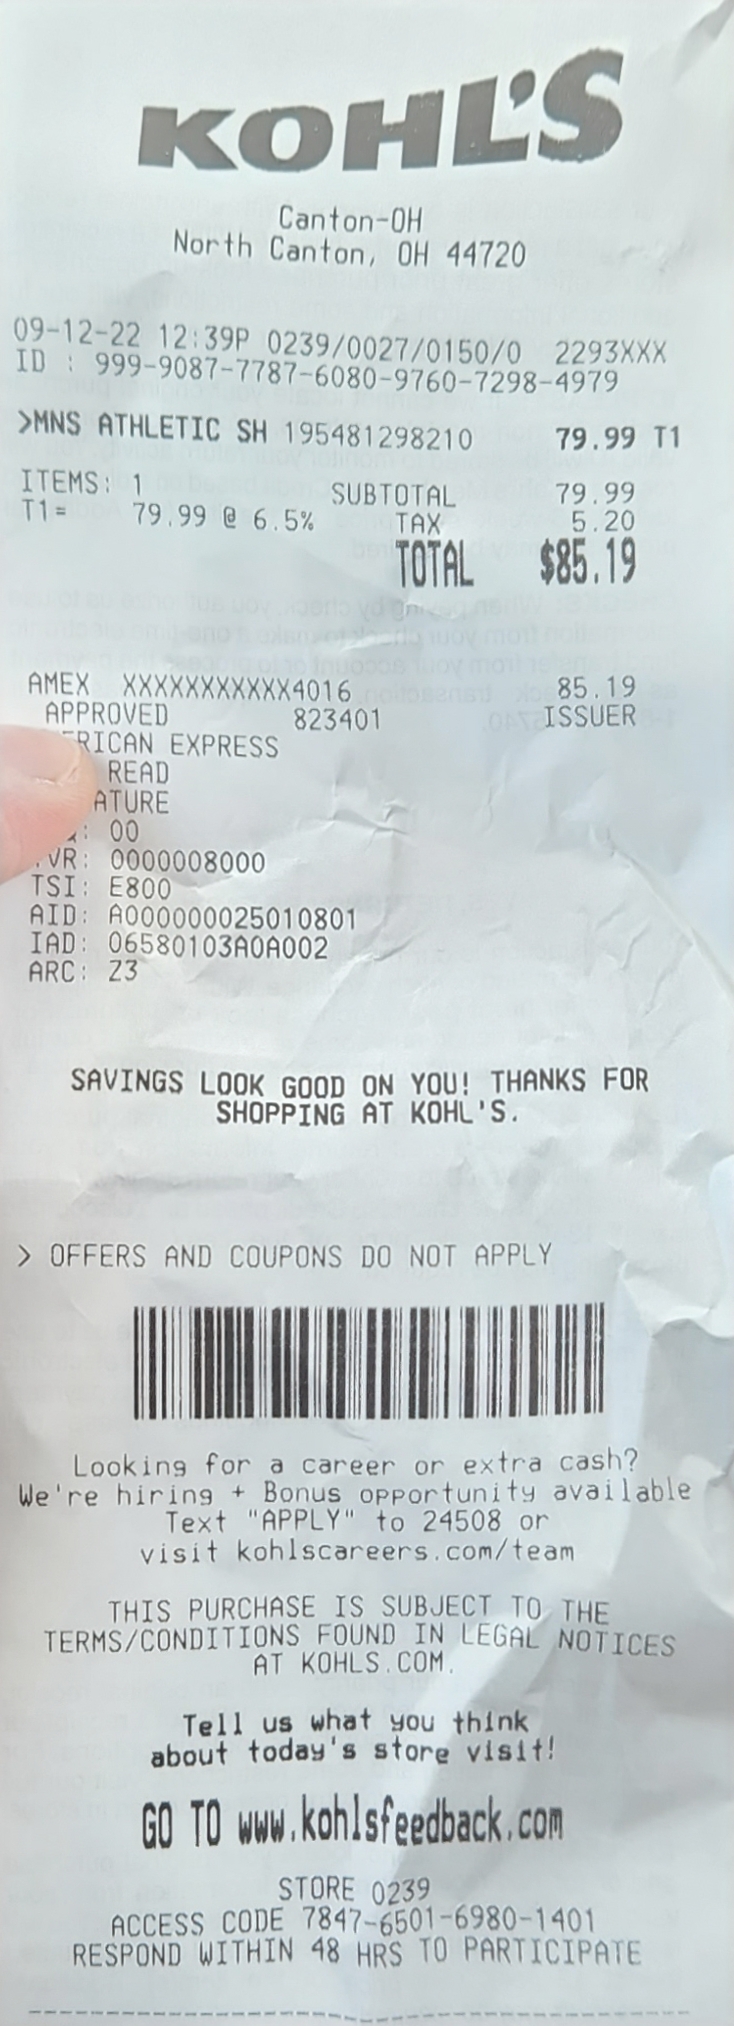 KOHL'S
Canton-OH
North Canton, OH 44720
09-12-22 12:39P 0239/0027/0150/0 2293XXX
ID : 999-9087-7787-6080-9760-7298-4979
>MNS ATHLETIC SH 195481298210 79.99 T1
ITEMS: 1 SUBTOTAL 79.99
T1= 79.99 @ 6.5% TAX 5.20
TOTAL $85.19
AMEX XXXXXXXXXXX4016 85.19
APPROVED 823401 ISSUER
RICAN EXPRESS
READ
ATURE
: 00
VR: 0000008000
TSI: E800
AID: A000000025010801
IAD: 06580103A0A002
ARC: Z3
SAVINGS LOOK GOOD ON YOU! THANKS FOR
SHOPPING AT KOHL'S.
> OFFERS AND COUPONS DO NOT APPLY
Looking for a career or extra cash?
We're hiring + Bonus opportunity available
Text "APPLY" to 24508 or
visit kohlscareers.com/team
THIS PURCHASE IS SUBJECT TO THE
TERMS/CONDITIONS FOUND IN LEGAL NOTICES
AT KOHLS.COM.
Tell us what you think
about today's store visit!
GO TO www.kohlsfeedback.com
STORE 0239
ACCESS CODE 7847-6501-6980-1401
RESPOND WITHIN 48 HRS TO PARTICIPATE